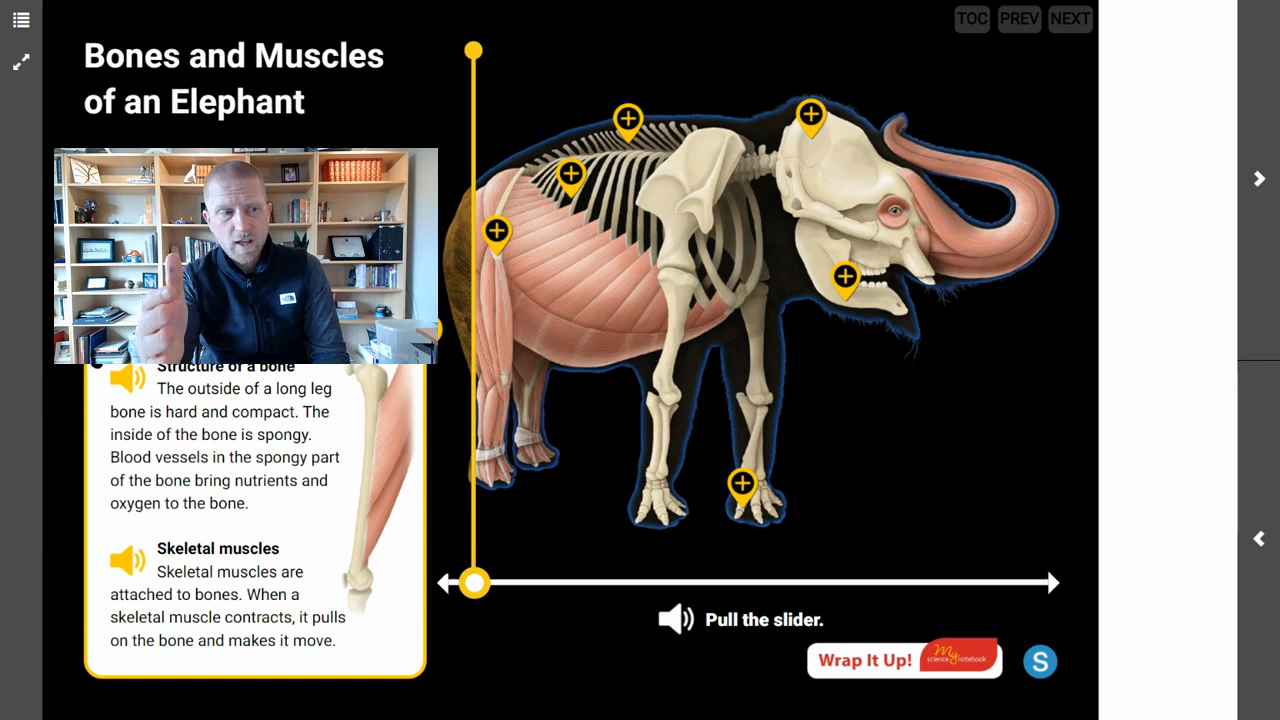 TOC PREV NEXT
Bones and Muscles
of an Elephant
Structure of a bone
The outside of a long leg
bone is hard and compact. The
inside of the bone is spongy.
Blood vessels in the spongy part
of the bone bring nutrients and
oxygen to the bone.
Skeletal muscles
Skeletal muscles are
attached to bones. When a
skeletal muscle contracts, it pulls
on the bone and makes it move.
Pull the slider.
Wrap It Up! My science notebook
S